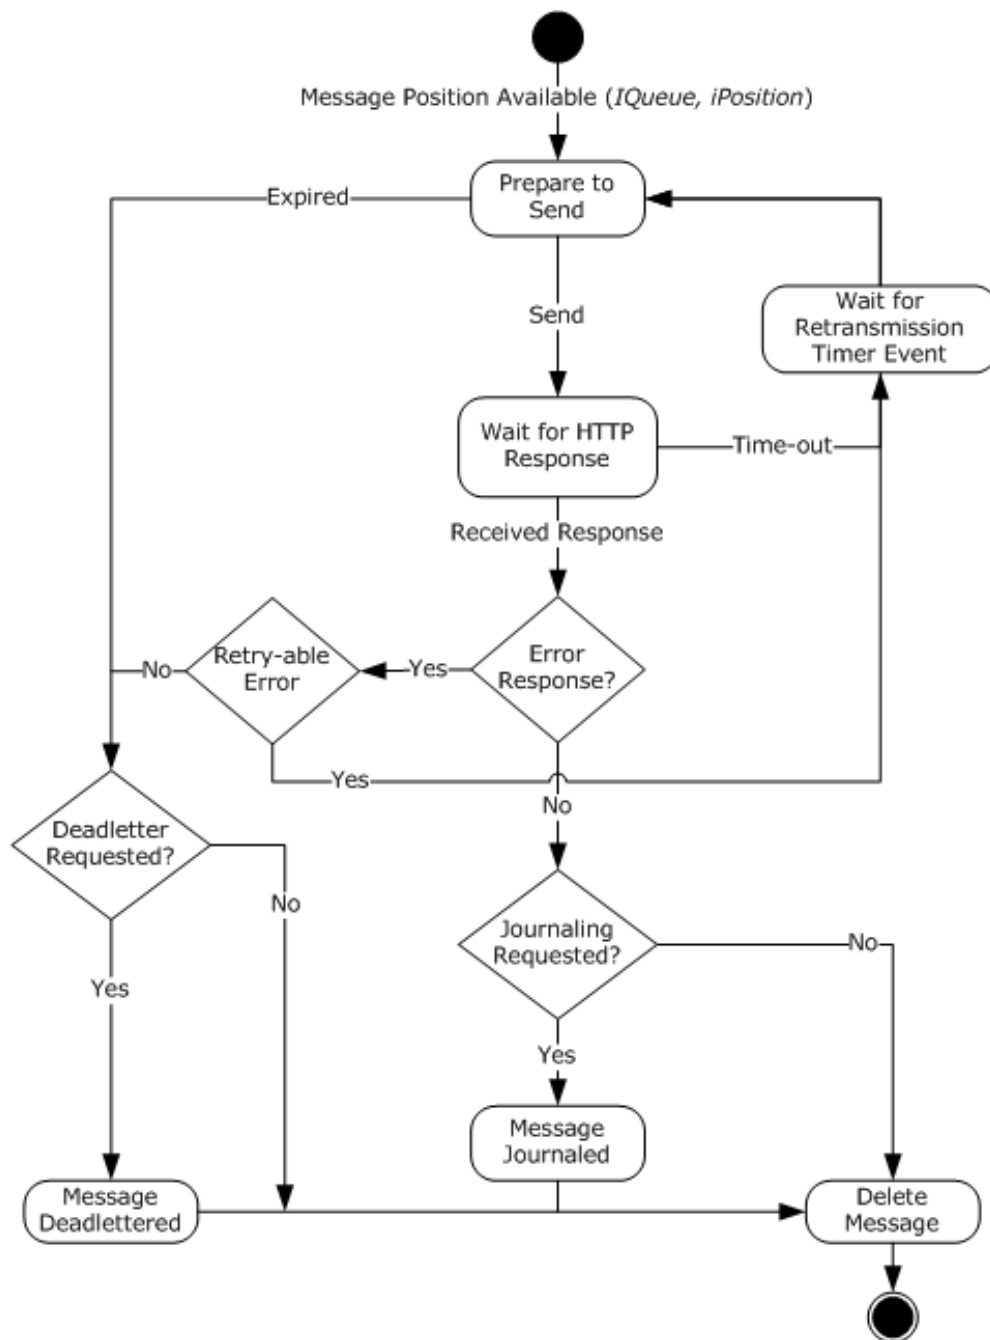 Message Position Available (IQueue, iPosition)
Prepare to
Send
Expired
Send
Wait for
Retransmission
Timer Event
Wait for HTTP
Response
Time-out
Received Response
Error
Response?
Yes
Retry-able
Error
No
Yes
No
Deadletter
Requested?
No
Yes
Journaling
Requested?
No
Yes
Message
Journaled
Message
Deadlettered
Delete
Message